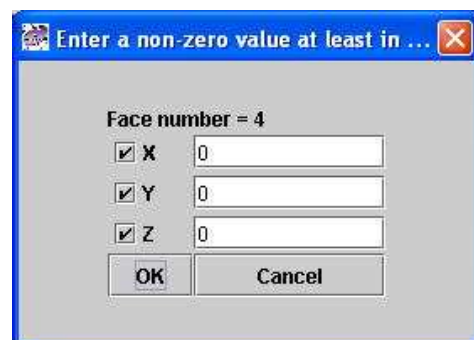 Enter a non-zero value at least in ...
Face number = 4
X 0
Y 0
Z 0
OK Cancel